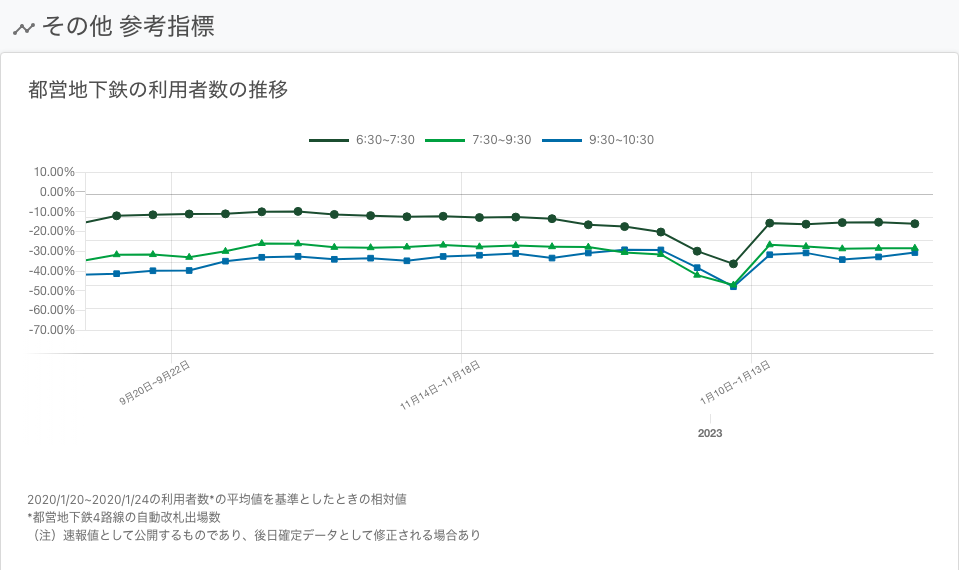 その他 参考指標
都営地下鉄の利用者数の推移
6:30~7:30 7:30~9:30 9:30~10:30
10.00%
0.00%
-10.00%
-20.00%
-30.00%
-40.00%
-50.00%
-60.00%
-70.00%
9月20日~9月22日
11月14日~11月18日
1月10日~1月13日
2023
2020/1/20~2020/1/24の利用者数*の平均値を基準としたときの相対値
*都営地下鉄4路線の自動改札出場数
（注）速報値として公開するものであり、後日確定データとして修正される場合あり